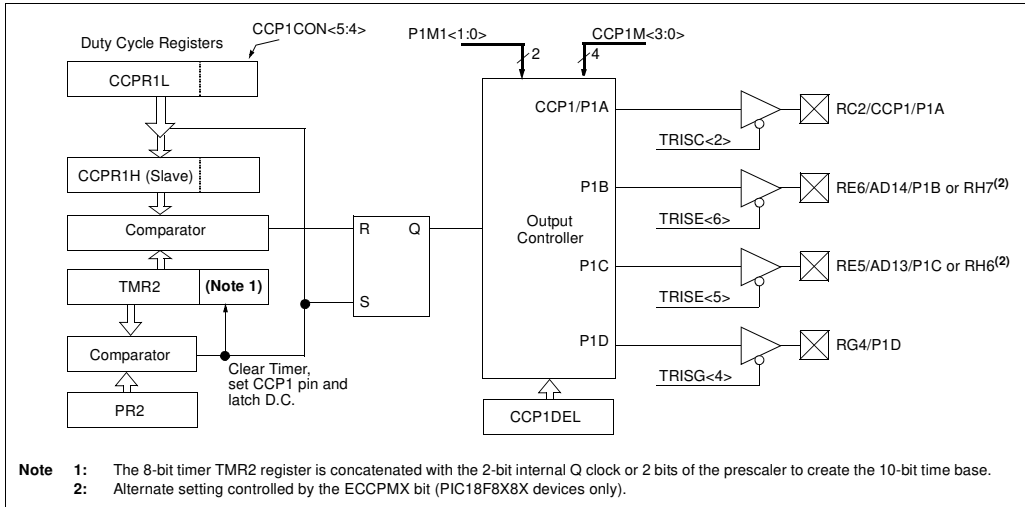 CCP1CON<5:4>
Duty Cycle Registers
CCPR1L
CCPR1H (Slave)
Comparator
TMR2
(Note 1)
Comparator
PR2
Clear Timer,
set CCP1 pin and
latch D.C.
R
Q
S
P1M1<1:0>
2
CCP1M<3:0>
4
CCP1/P1A
P1B
Output
Controller
P1C
P1D
CCP1DEL
TRISC<2>
RC2/CCP1/P1A
TRISE<6>
RE6/AD14/P1B or RH7(2)
TRISE<5>
RE5/AD13/P1C or RH6(2)
TRISG<4>
RG4/P1D
Note 1: The 8-bit timer TMR2 register is concatenated with the 2-bit internal Q clock or 2 bits of the prescaler to create the 10-bit time base.
2: Alternate setting controlled by the ECCPMX bit (PIC18F8X8X devices only).